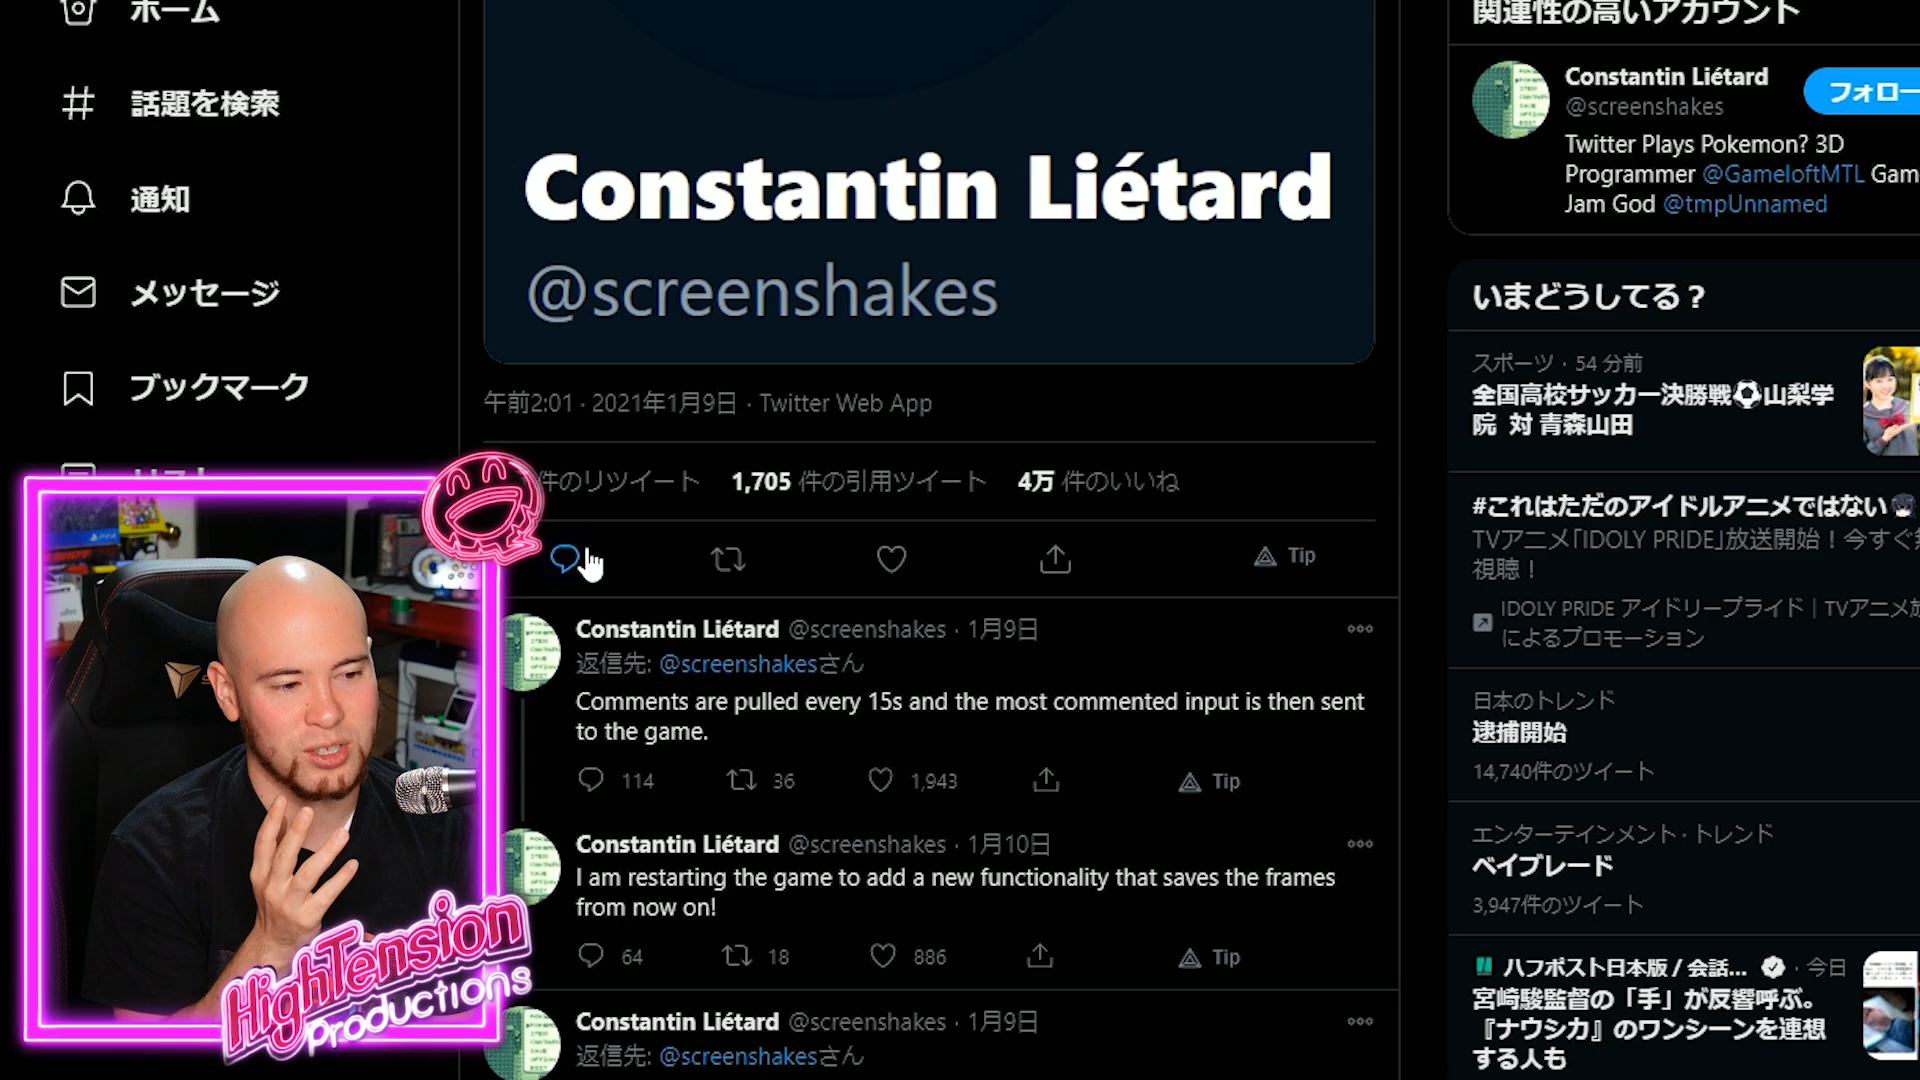 ホーム
話題を検索
通知
メッセージ
ブックマーク
Constantin Liétard
@screenshakes
午前2:01 · 2021年1月9日 · Twitter Web App
件のリツイート 1,705 件の引用ツイート 4万 件のいいね
Tip
Constantin Liétard @screenshakes · 1月9日
返信先: @screenshakesさん
Comments are pulled every 15s and the most commented input is then sent
to the game.
114 36 1,943 Tip
Constantin Liétard @screenshakes · 1月10日
I am restarting the game to add a new functionality that saves the frames
from now on!
64 18 886 Tip
Constantin Liétard @screenshakes · 1月9日
返信先: @screenshakesさん
関連性の高いアカウント
Constantin Liétard
@screenshakes
フォロー
Twitter Plays Pokemon? 3D
Programmer @GameloftMTL Gam
Jam God @tmpUnnamed
いまどうしてる？
スポーツ · 54 分前
全国高校サッカー決勝戦⚽山梨学
院 対 青森山田
#これはただのアイドルアニメではない
TVアニメ「IDOLY PRIDE」放送開始！今すぐ
視聴！
IDOLY PRIDE アイドリープライド｜TVアニメ
によるプロモーション
日本のトレンド
逮捕開始
14,740件のツイート
エンターテインメント · トレンド
ベイブレード
3,947件のツイート
ハフポスト日本版 / 会話... · 今日
宮崎駿監督の「手」が反響呼ぶ。
『ナウシカ』のワンシーンを連想
する人も
HighTension
productions